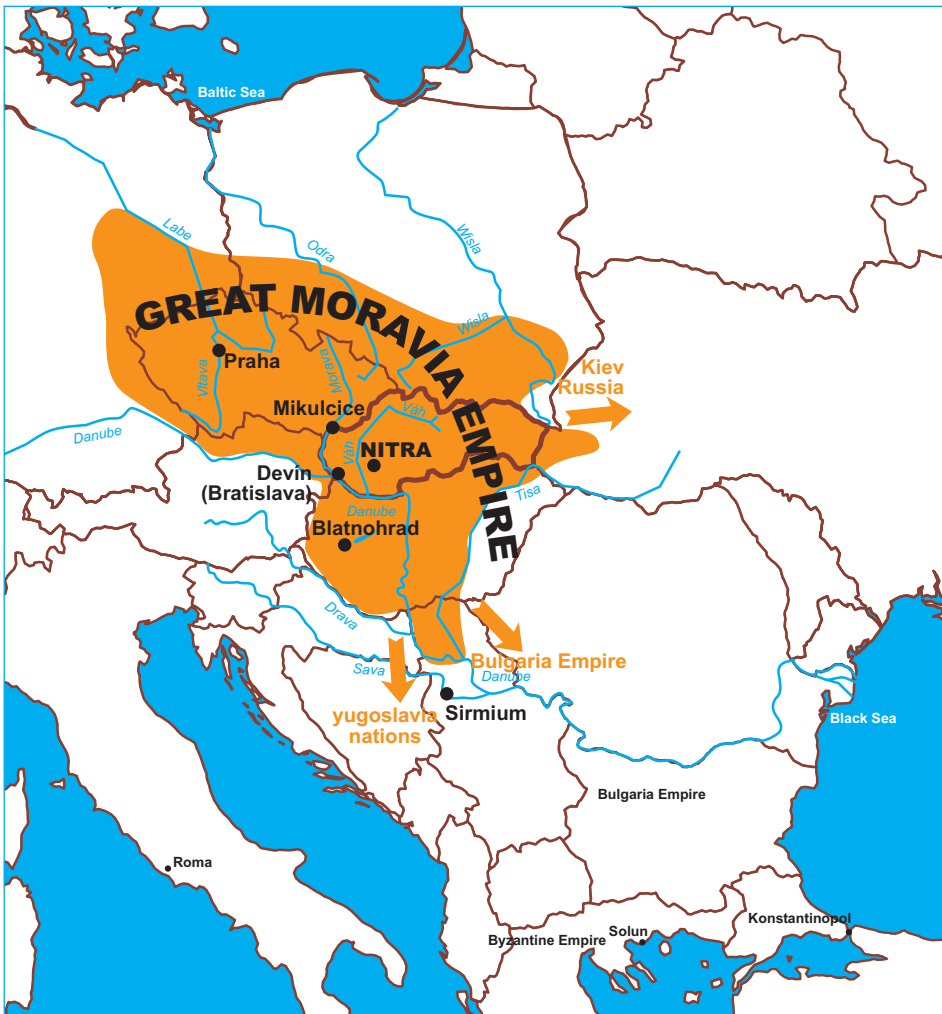 Baltic Sea
Labe
Odra
Wisla
GREAT MORAVIA EMPIRE
Wisla
Praha
Vltava
Morava
Kiev
Russia
Mikulcice
Váh
Danube
Váh
NITRA
Devín
(Bratislava)
Tisa
Danube
Blatnohrad
Drava
Sava
Bulgaria Empire
Danube
Sirmium
yugoslavia
nations
Black Sea
Bulgaria Empire
Roma
Konstantinopol
Solun
Byzantine Empire